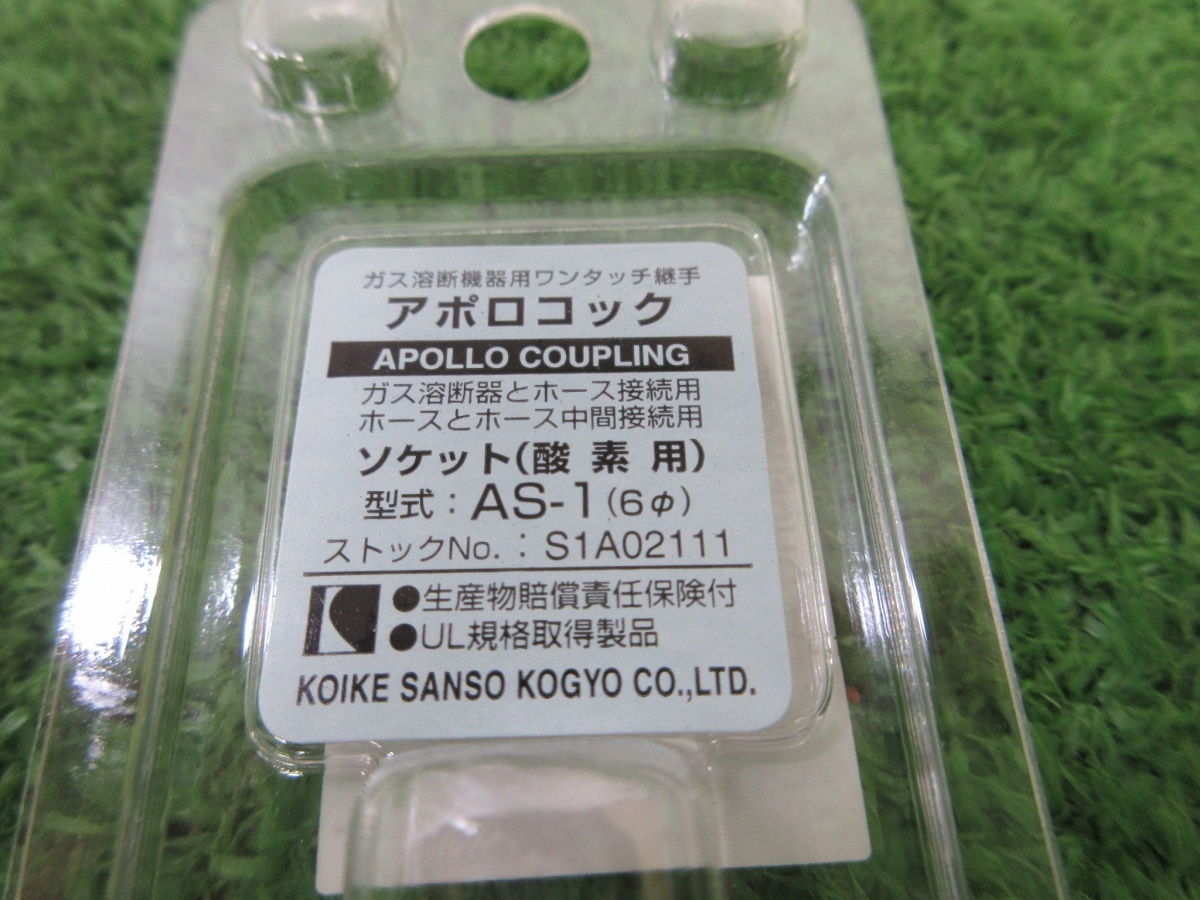 ガス溶断機器用ワンタッチ継手
アポロコック
APOLLO COUPLING
ガス溶断器とホース接続用
ホースとホース中間接続用
ソケット(酸素用)
型式：AS-1(6φ)
ストックNo.：S1A02111
●生産物賠償責任保険付
●UL規格取得製品
KOIKE SANSO KOGYO CO.,LTD.